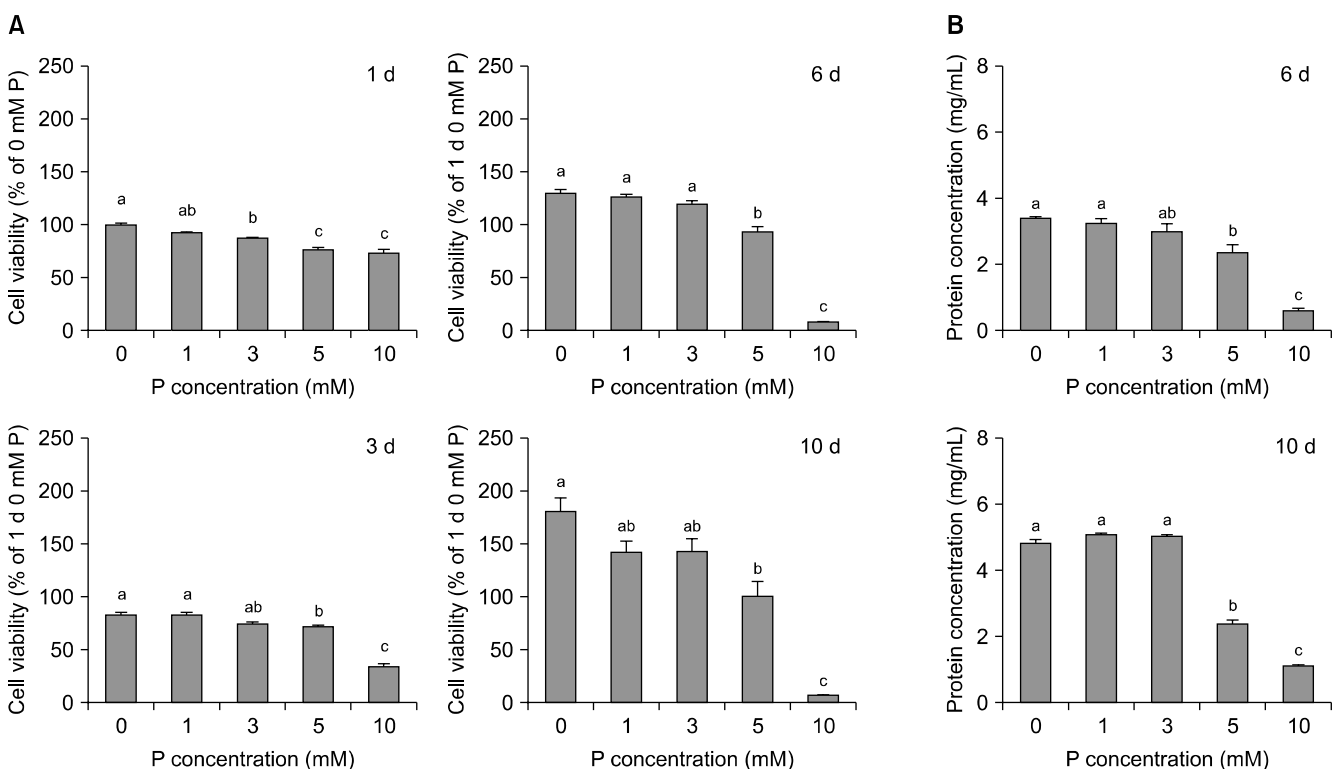 A
Cell viability (% of 0 mM P)
250
200
150
100
50
0
1 d
a
ab
b
c
c
0 1 3 5 10
P concentration (mM)
Cell viability (% of 1 d 0 mM P)
250
200
150
100
50
0
6 d
a
a
a
b
c
0 1 3 5 10
P concentration (mM)
Cell viability (% of 1 d 0 mM P)
250
200
150
100
50
0
3 d
a
a
ab
b
c
0 1 3 5 10
P concentration (mM)
Cell viability (% of 1 d 0 mM P)
250
200
150
100
50
0
10 d
a
ab
ab
b
c
0 1 3 5 10
P concentration (mM)
B
Protein concentration (mg/mL)
8
6
4
2
0
6 d
a
a
ab
b
c
0 1 3 5 10
P concentration (mM)
Protein concentration (mg/mL)
8
6
4
2
0
10 d
a
a
a
b
c
0 1 3 5 10
P concentration (mM)